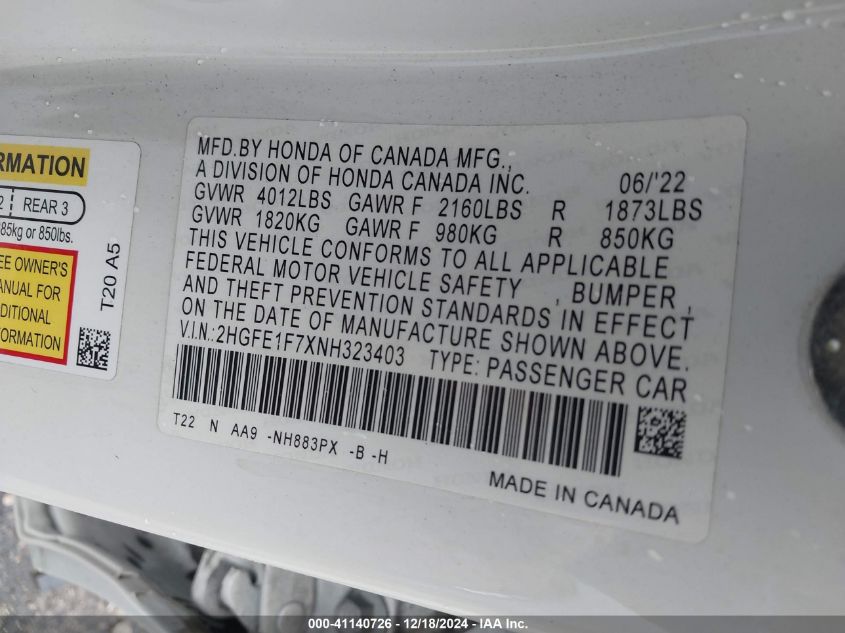 RMATION
2 REAR 3
85kg or 850lbs.
EE OWNER'S
ANUAL FOR
DITIONAL
FORMATION
T20 A5
MFD.BY HONDA OF CANADA MFG.,
A DIVISION OF HONDA CANADA INC. 06/'22
GVWR 4012LBS GAWR F 2160LBS R 1873LBS
GVWR 1820KG GAWR F 980KG R 850KG
THIS VEHICLE CONFORMS TO ALL APPLICABLE
FEDERAL MOTOR VEHICLE SAFETY , BUMPER ,
AND THEFT PREVENTION STANDARDS IN EFFECT
ON THE DATE OF MANUFACTURE SHOWN ABOVE.
V.I.N.: 2HGFE1F7XNH323403 TYPE: PASSENGER CAR
T22 N AA9 -NH883PX -B -H
MADE IN CANADA
000-41140726 - 12/18/2024 - IAA Inc.